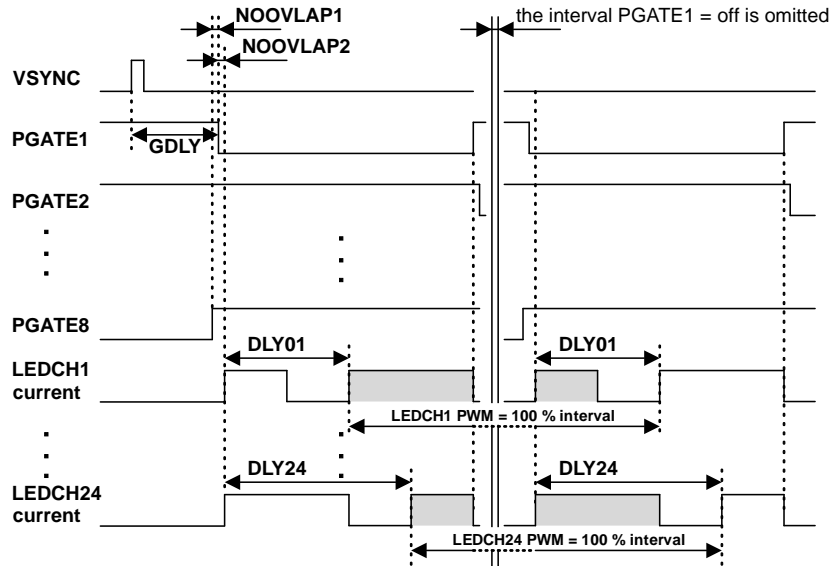 NOOVLAP1
the interval PGATE1 = off is omitted
NOOVLAP2
VSYNC
PGATE1
GDLY
PGATE2
PGATE8
DLY01
DLY01
LEDCH1
current
LEDCH1 PWM = 100 % interval
DLY24
DLY24
LEDCH24
current
LEDCH24 PWM = 100 % interval